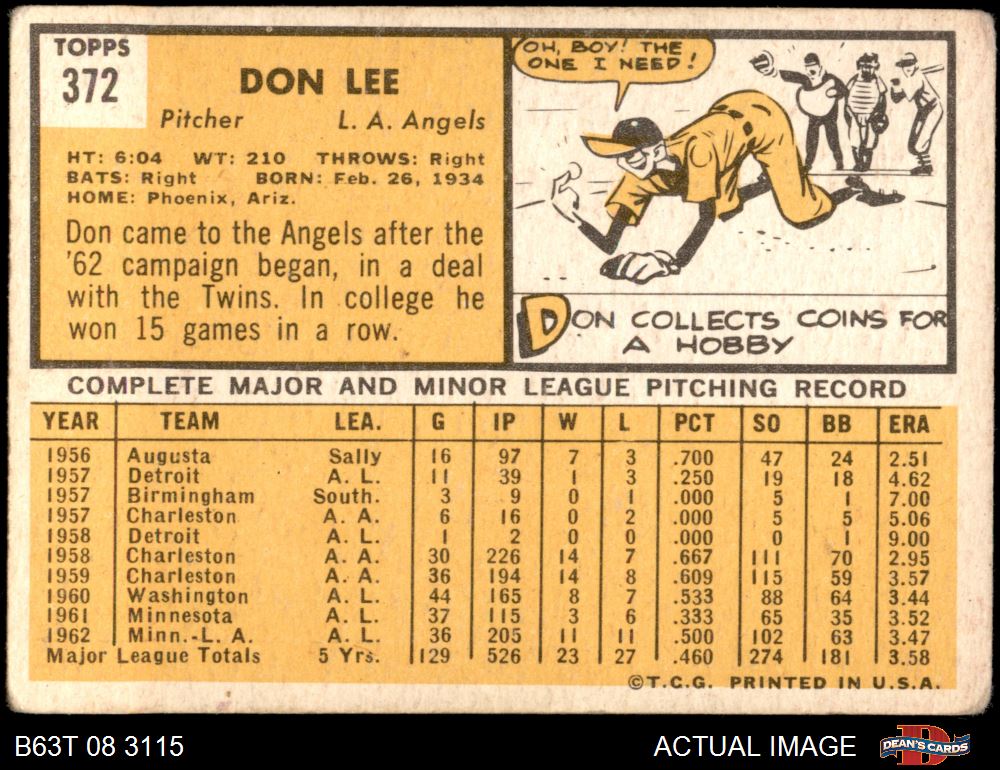 TOPPS
372
DON LEE
Pitcher L. A. Angels
HT: 6:04 WT: 210 THROWS: Right
BATS: Right BORN: Feb. 26, 1934
HOME: Phoenix, Ariz.
Don came to the Angels after the
'62 campaign began, in a deal
with the Twins. In college he
won 15 games in a row.
OH, BOY! THE
ONE I NEED!
DON COLLECTS COINS FOR
A HOBBY
COMPLETE MAJOR AND MINOR LEAGUE PITCHING RECORD
YEAR TEAM LEA. G IP W L PCT SO BB ERA
1956 Augusta Sally 16 97 7 3 .700 47 24 2.51
1957 Detroit A. L. 11 39 1 3 .250 19 18 4.62
1957 Birmingham South. 3 9 0 1 .000 5 1 7.00
1957 Charleston A. A. 6 16 0 2 .000 5 5 5.06
1958 Detroit A. L. 1 2 0 0 .000 0 1 9.00
1958 Charleston A. A. 30 226 14 7 .667 111 70 2.95
1959 Charleston A. A. 36 194 14 8 .609 115 59 3.57
1960 Washington A. L. 44 165 8 7 .533 88 64 3.44
1961 Minnesota A. L. 37 115 3 6 .333 65 35 3.52
1962 Minn.-L. A. A. L. 36 205 11 11 .500 102 63 3.47
Major League Totals 5 Yrs. 129 526 23 27 .460 274 181 3.58
©T.C.G. PRINTED IN U.S.A.
B63T 08 3115 ACTUAL IMAGE DEAN'S CARDS